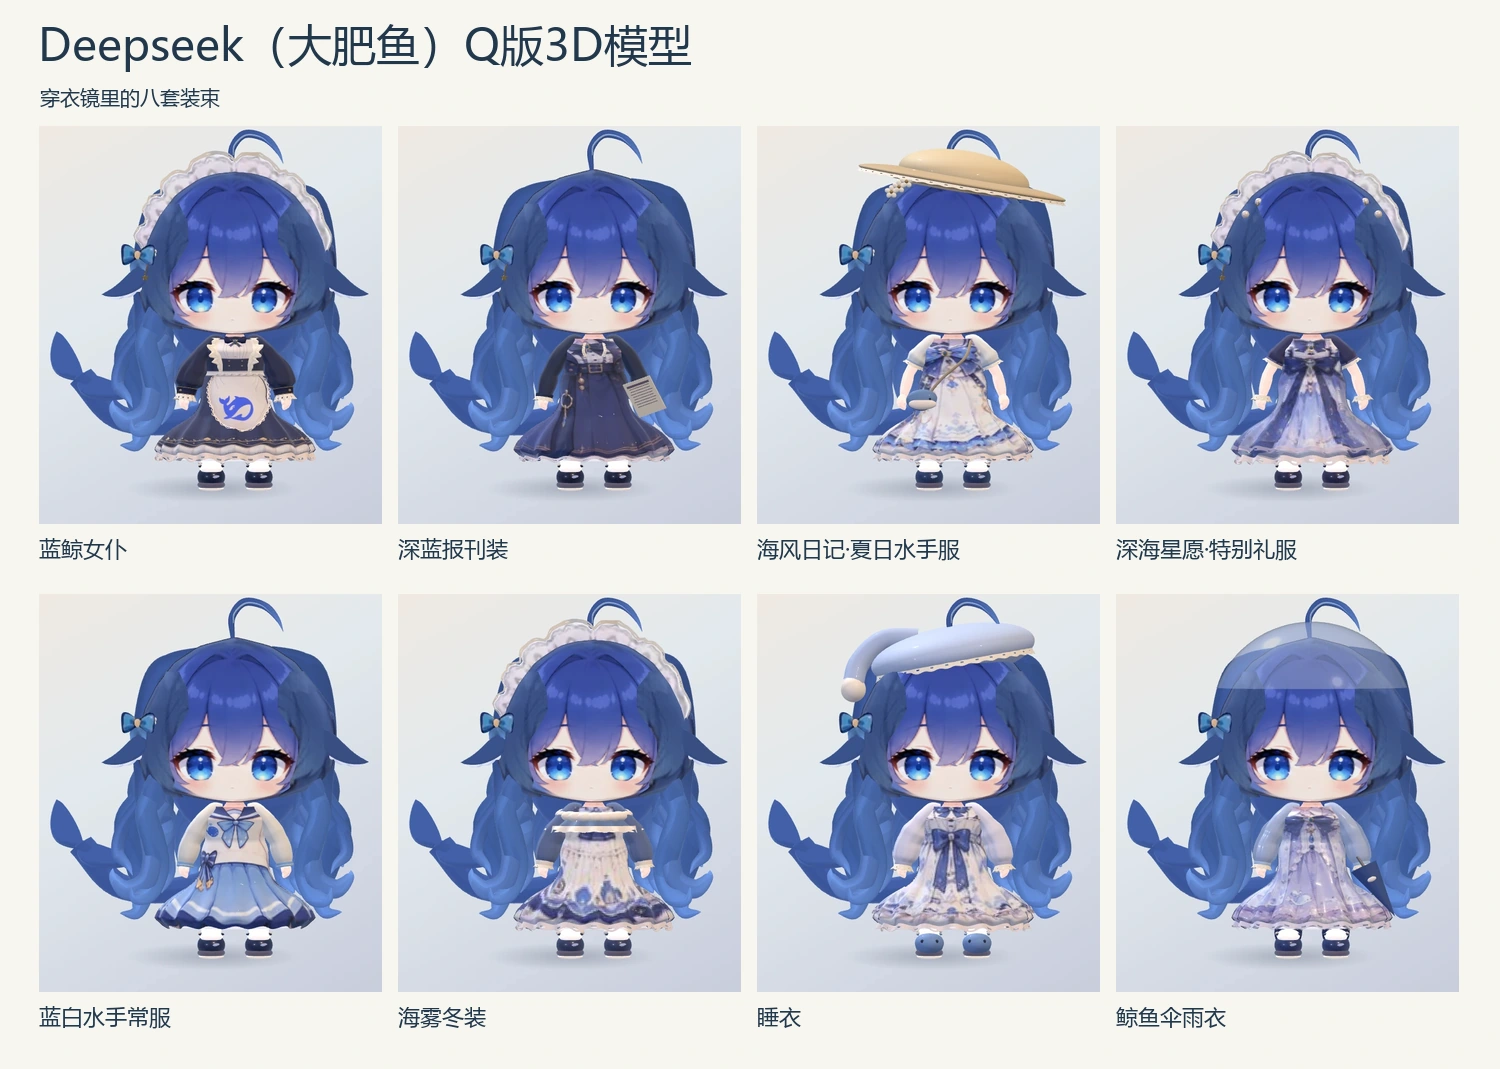 Deepseek（大肥鱼）Q版3D模型
穿衣镜里的八套装束
蓝鲸女仆
深蓝报刊装
海风日记·夏日水手服
深海星愿·特别礼服
蓝白水手常服
海雾冬装
睡衣
鲸鱼伞雨衣